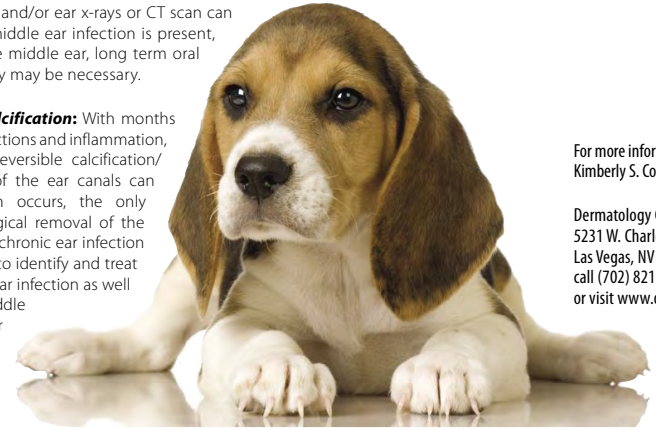 and/or ear x-rays or CT scan can
middle ear infection is present,
middle ear, long term oral
may be necessary.
cification: With months
ctions and inflammation,
eversible calcification/
of the ear canals can
occurs, the only
gical removal of the
chronic ear infection
to identify and treat
ar infection as well
ddle
r
For more infor
Kimberly S. Co
Dermatology
5231 W. Charle
Las Vegas, NV
call (702) 821
or visit www.